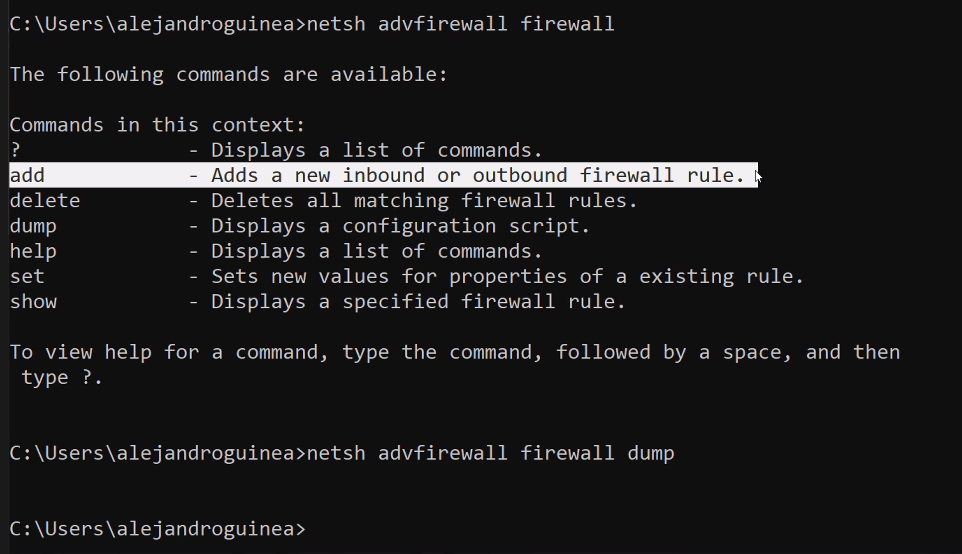 C:\Users\alejandroguinea>netsh advfirewall firewall
The following commands are available:
Commands in this context:
?              - Displays a list of commands.
add            - Adds a new inbound or outbound firewall rule.
delete         - Deletes all matching firewall rules.
dump           - Displays a configuration script.
help           - Displays a list of commands.
set            - Sets new values for properties of a existing rule.
show           - Displays a specified firewall rule.
To view help for a command, type the command, followed by a space, and then
 type ?.
C:\Users\alejandroguinea>netsh advfirewall firewall dump
C:\Users\alejandroguinea>